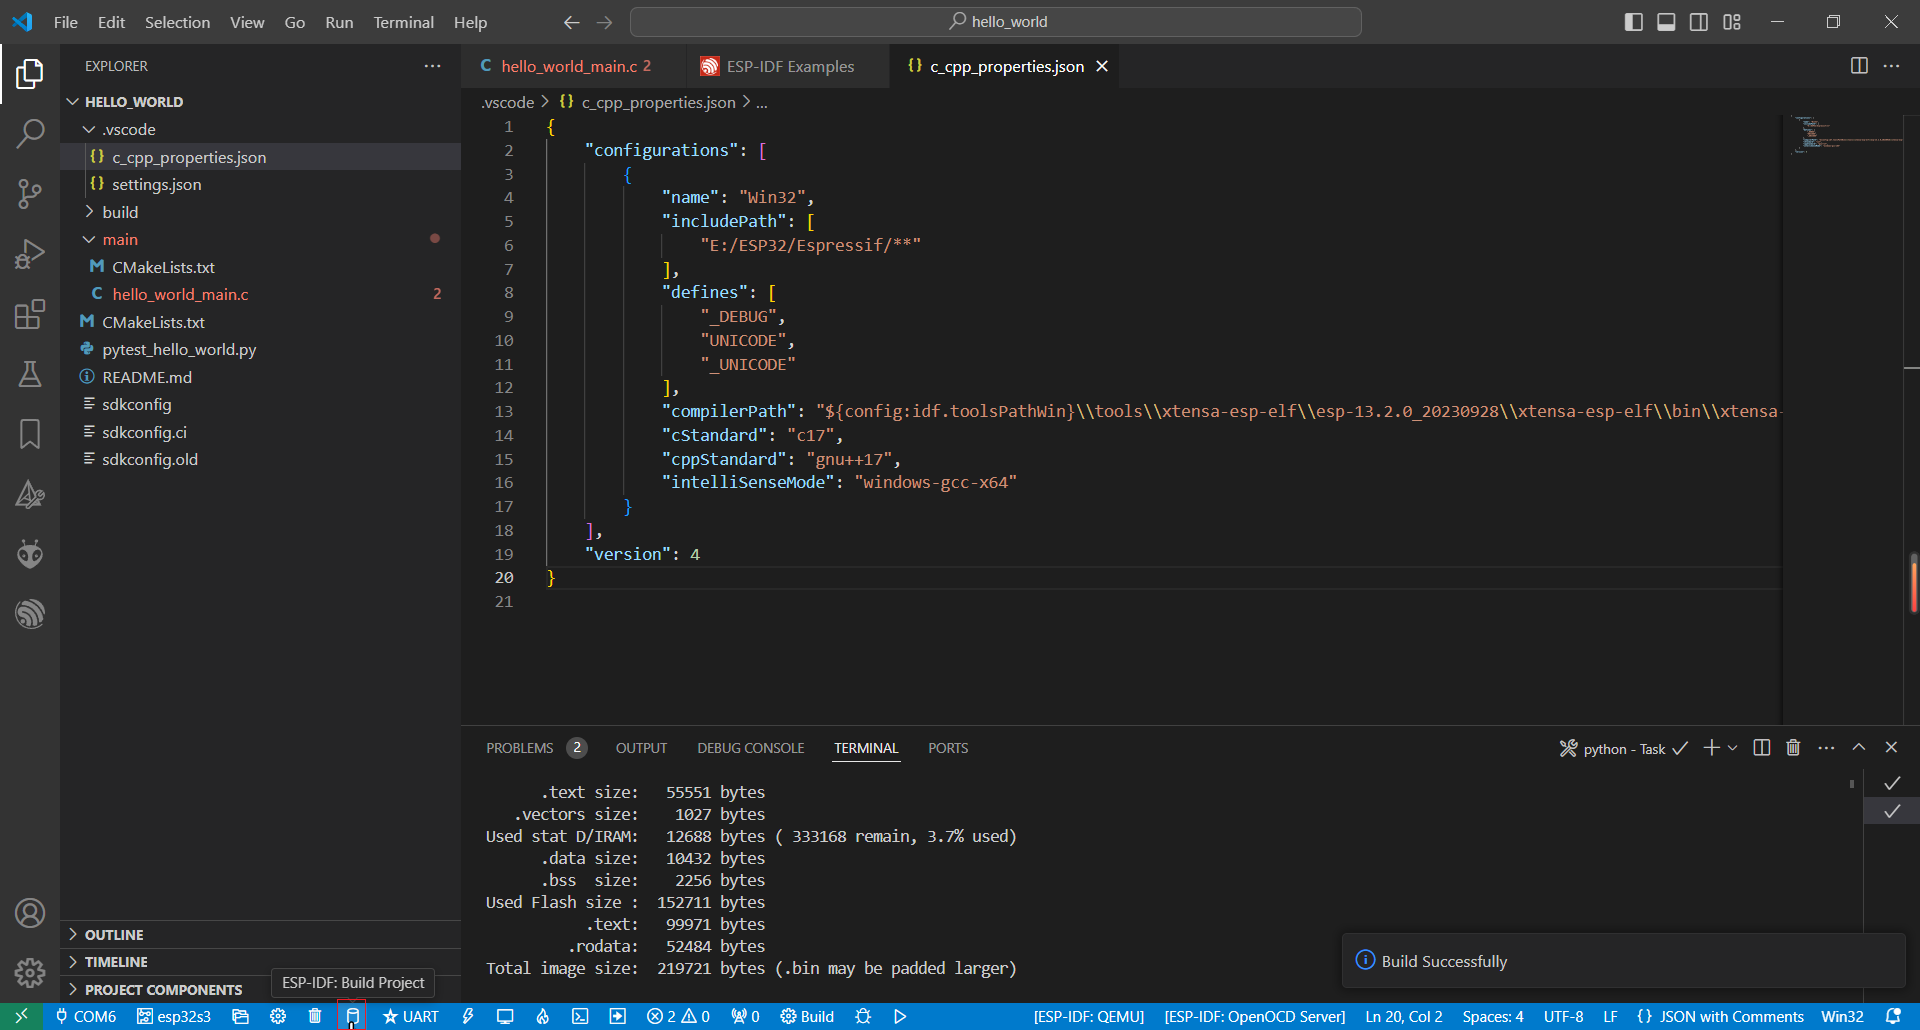 File Edit Selection View Go Run Terminal Help
hello_world
EXPLORER
HELLO_WORLD
.vscode
{} c_cpp_properties.json
{} settings.json
build
main
M CMakeLists.txt
C hello_world_main.c 2
M CMakeLists.txt
pytest_hello_world.py
README.md
sdkconfig
sdkconfig.ci
sdkconfig.old
OUTLINE
TIMELINE
PROJECT COMPONENTS
ESP-IDF: Build Project
C hello_world_main.c 2
ESP-IDF Examples
{} c_cpp_properties.json
.vscode > {} c_cpp_properties.json > ...
1 {
2 "configurations": [
3 {
4 "name": "Win32",
5 "includePath": [
6 "E:/ESP32/Espressif/**"
7 ],
8 "defines": [
9 "_DEBUG",
10 "UNICODE",
11 "_UNICODE"
12 ],
13 "compilerPath": "${config:idf.toolsPathWin}\\tools\\xtensa-esp-elf\\esp-13.2.0_20230928\\xtensa-esp-elf\\bin\\xtensa-
14 "cStandard": "c17",
15 "cppStandard": "gnu++17",
16 "intelliSenseMode": "windows-gcc-x64"
17 }
18 ],
19 "version": 4
20 }
21
PROBLEMS 2 OUTPUT DEBUG CONSOLE TERMINAL PORTS
python - Task
.text size: 55551 bytes
.vectors size: 1027 bytes
Used stat D/IRAM: 12688 bytes ( 333168 remain, 3.7% used)
.data size: 10432 bytes
.bss size: 2256 bytes
Used Flash size : 152711 bytes
.text: 99971 bytes
.rodata: 52484 bytes
Total image size: 219721 bytes (.bin may be padded larger)
Build Successfully
COM6 esp32s3 UART 2 0 0 Build [ESP-IDF: QEMU] [ESP-IDF: OpenOCD Server] Ln 20, Col 2 Spaces: 4 UTF-8 LF {} JSON with Comments Win32